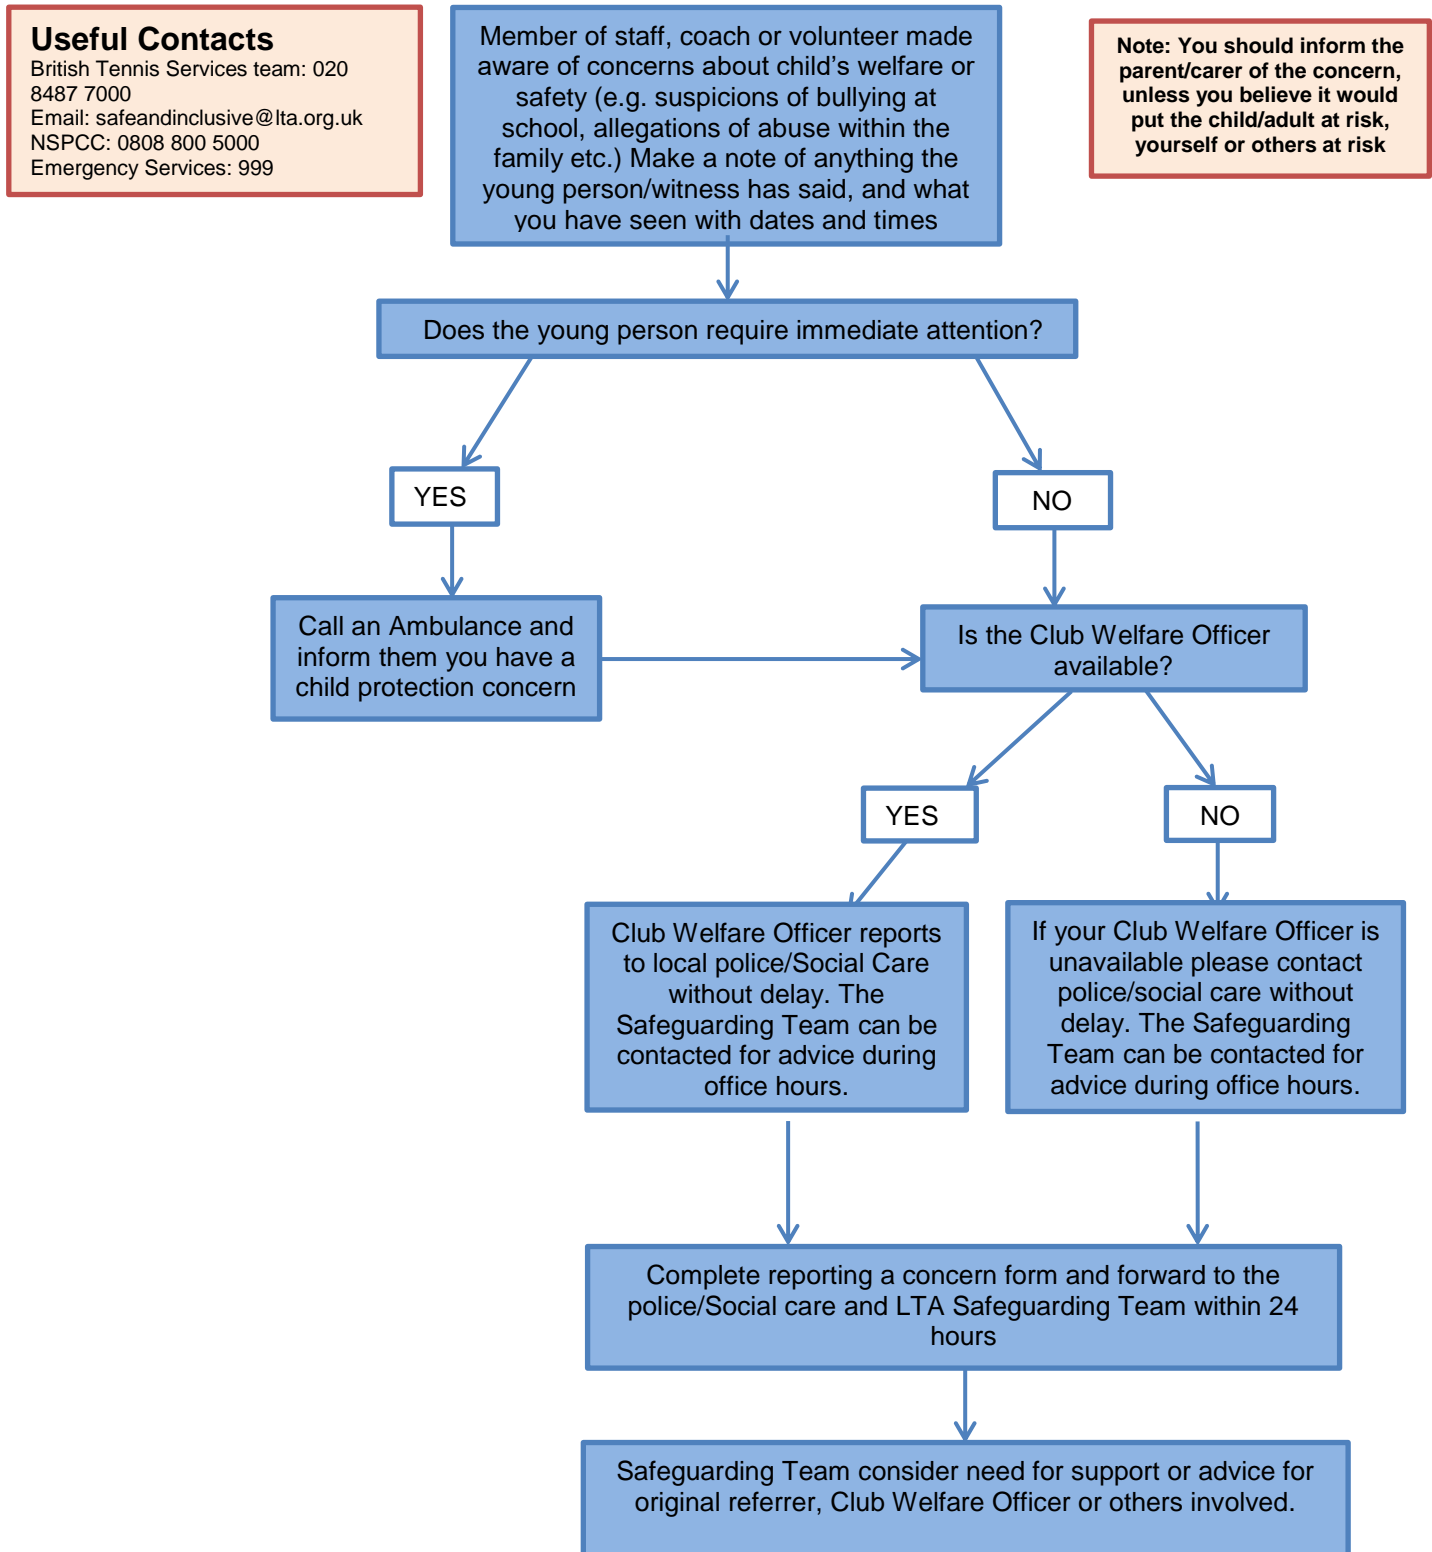 Useful Contacts
British Tennis Services team: 020
8487 7000
Email: safeandinclusive@lta.org.uk
NSPCC: 0808 800 5000
Emergency Services: 999
Member of staff, coach or volunteer made
aware of concerns about child’s welfare or
safety (e.g. suspicions of bullying at
school, allegations of abuse within the
family etc.) Make a note of anything the
young person/witness has said, and what
you have seen with dates and times
Note: You should inform the
parent/carer of the concern,
unless you believe it would
put the child/adult at risk,
yourself or others at risk
Does the young person require immediate attention?
YES
NO
Call an Ambulance and
inform them you have a
child protection concern
Is the Club Welfare Officer
available?
YES
NO
Club Welfare Officer reports
to local police/Social Care
without delay. The
Safeguarding Team can be
contacted for advice during
office hours.
If your Club Welfare Officer is
unavailable please contact
police/social care without
delay. The Safeguarding
Team can be contacted for
advice during office hours.
Complete reporting a concern form and forward to the
police/Social care and LTA Safeguarding Team within 24
hours
Safeguarding Team consider need for support or advice for
original referrer, Club Welfare Officer or others involved.